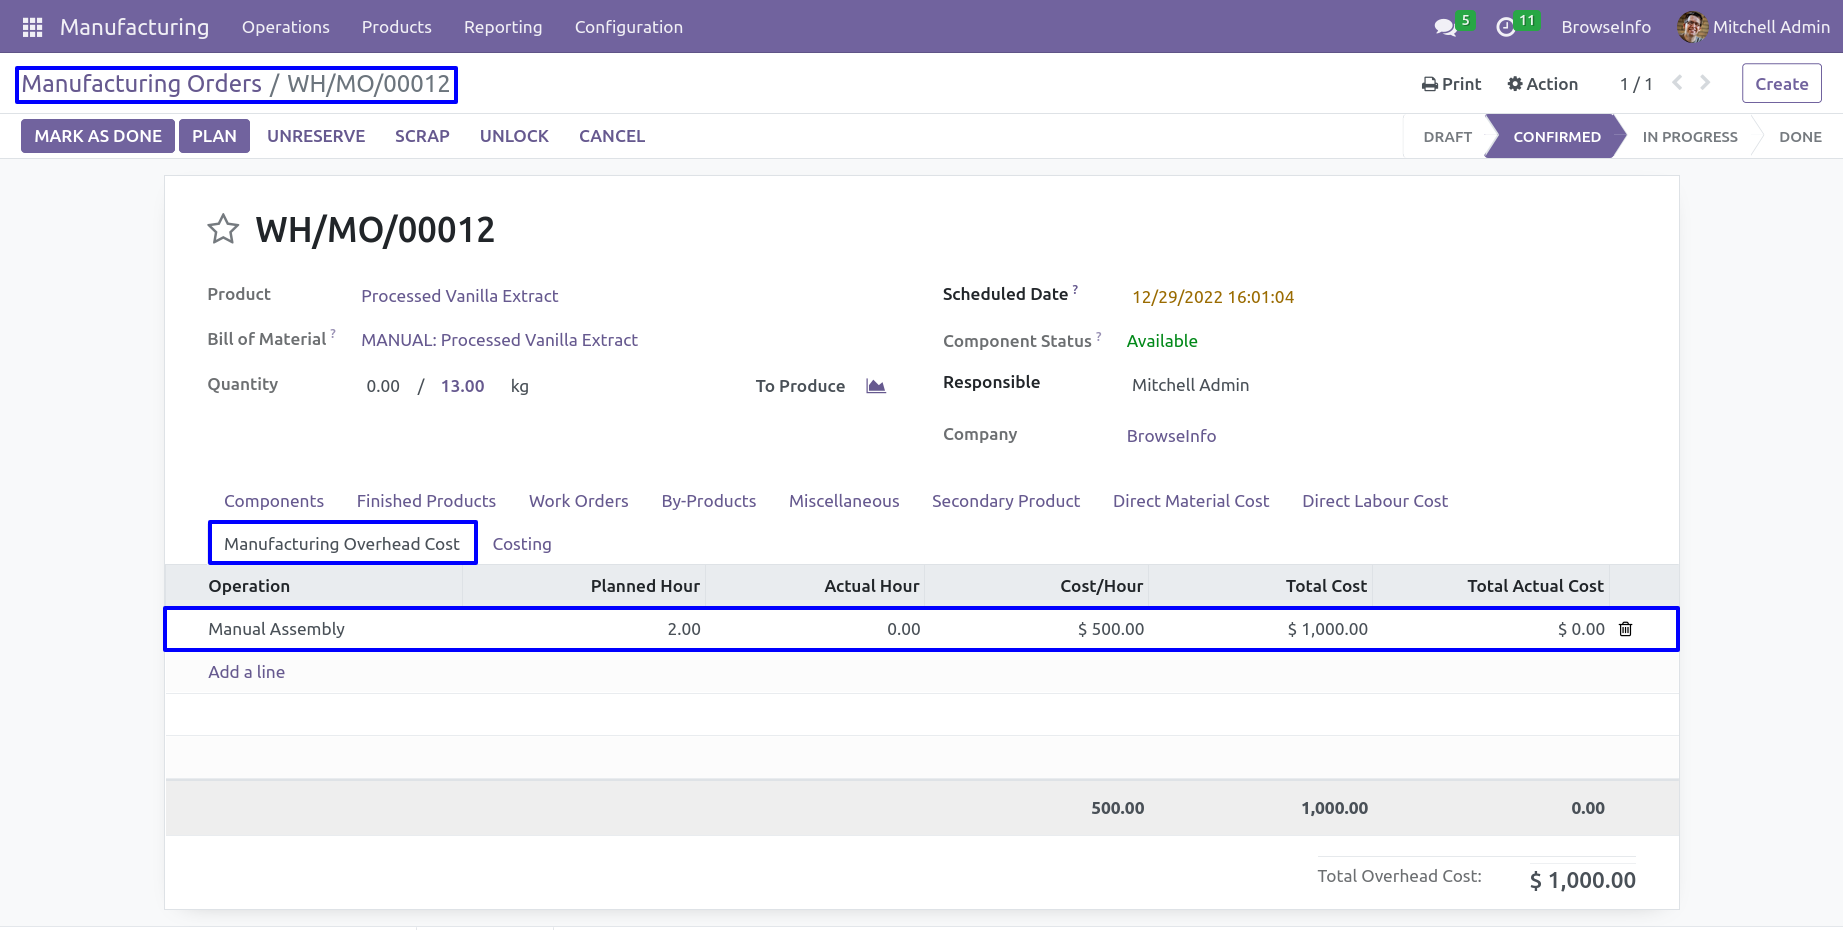 Manufacturing Operations Products Reporting Configuration 5 11 BrowseInfo Mitchell Admin
Manufacturing Orders / WH/MO/00012 Print Action 1 / 1 Create
MARK AS DONE PLAN UNRESERVE SCRAP UNLOCK CANCEL DRAFT CONFIRMED IN PROGRESS DONE
WH/MO/00012
Product Processed Vanilla Extract Scheduled Date ? 12/29/2022 16:01:04
Bill of Material ? MANUAL: Processed Vanilla Extract Component Status ? Available
Quantity 0.00 / 13.00 kg To Produce Responsible Mitchell Admin
Company BrowseInfo
Components Finished Products Work Orders By-Products Miscellaneous Secondary Product Direct Material Cost Direct Labour Cost
Manufacturing Overhead Cost Costing
Operation Planned Hour Actual Hour Cost/Hour Total Cost Total Actual Cost
Manual Assembly 2.00 0.00 $ 500.00 $ 1,000.00 $ 0.00
Add a line
500.00 1,000.00 0.00
Total Overhead Cost: $ 1,000.00